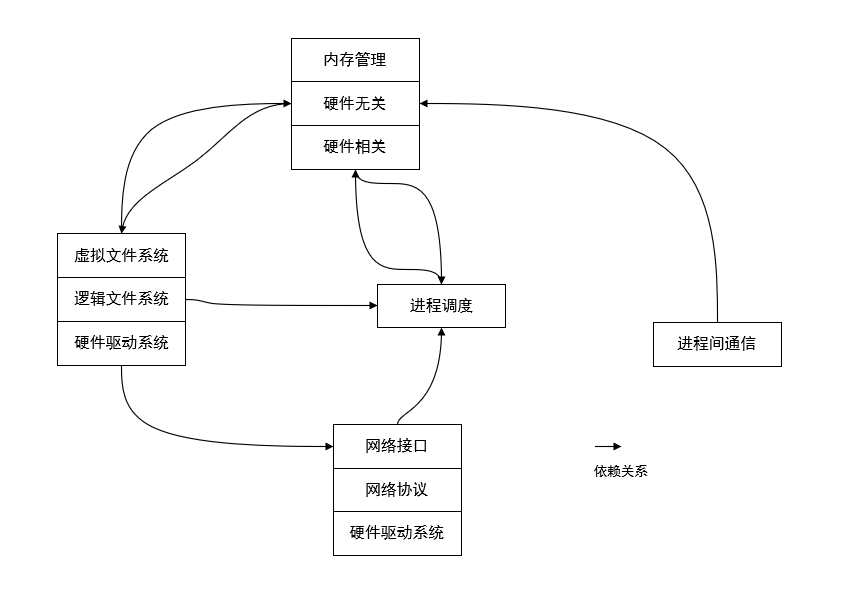 内存管理
硬件无关
硬件相关
虚拟文件系统
逻辑文件系统
硬件驱动系统
进程调度
进程间通信
网络接口
网络协议
硬件驱动系统
依赖关系